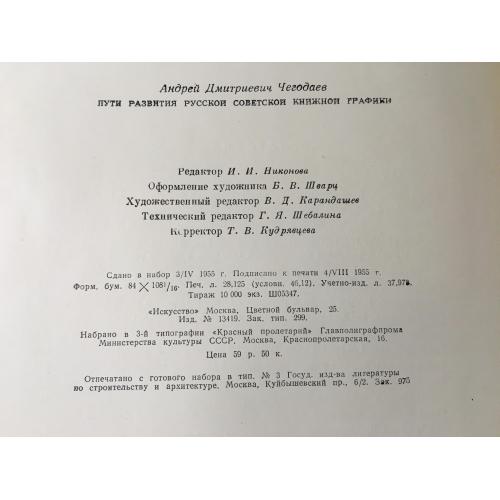 Андрей Дмитриевич Чегодаев
ПУТИ РАЗВИТИЯ РУССКОЙ СОВЕТСКОЙ КНИЖНОЙ ГРАФИКИ
Редактор И. И. Никонова
Оформление художника Б. В. Шварц
Художественный редактор В. Д. Карандашев
Технический редактор Г. Я. Шебалина
Корректор Т. В. Кудрявцева
Сдано в набор 3/IV 1955 г. Подписано к печати 4/VIII 1955 г.
Форм. бум. 84 × 108 1/16. Печ. л. 28,125 (условн. 46,12). Учетно-изд. л. 37,975.
Тираж 10 000 экз. Ш05347.
«Искусство» Москва, Цветной бульвар, 25.
Изд. № 13419. Зак. тип. 299.
Набрано в 3-й типографии «Красный пролетарий» Главполиграфпрома
Министерства культуры СССР, Москва, Краснопролетарская, 16.
Цена 59 р. 50 к.
Отпечатано с готового набора в тип. № 3 Госуд. изд-ва литературы
по строительству и архитектуре. Москва, Куйбышевский пр., 6/2. Зак. 975